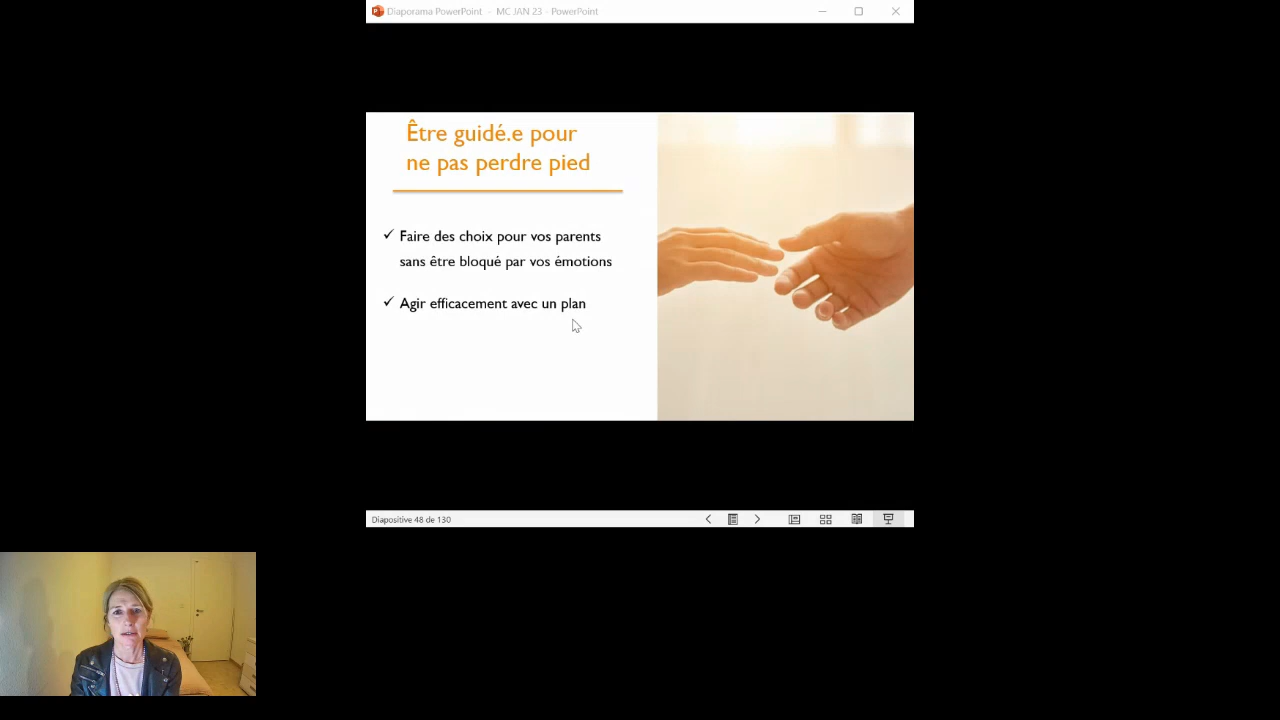 Diaporama PowerPoint - MC JAN 23 - PowerPoint
Être guidé.e pour
ne pas perdre pied
✓ Faire des choix pour vos parents
sans être bloqué par vos émotions
✓ Agir efficacement avec un plan
Diapositive 48 de 130